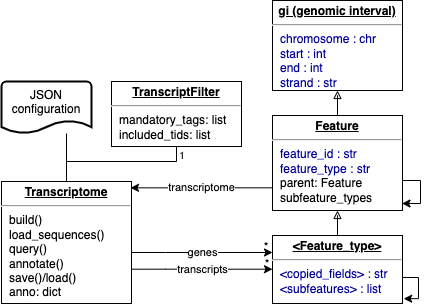 gi (genomic interval)
chromosome : chr
start : int
end : int
strand : str
JSON
configuration
TranscriptFilter
mandatory_tags: list
included_tids: list
1
Feature
feature_id : str
feature_type : str
parent: Feature
subfeature_types
transcriptome
Transcriptome
build()
load_sequences()
query()
annotate()
save()/load()
anno: dict
genes
*
transcripts
*
<Feature_type>
<copied_fields> : str
<subfeatures> : list